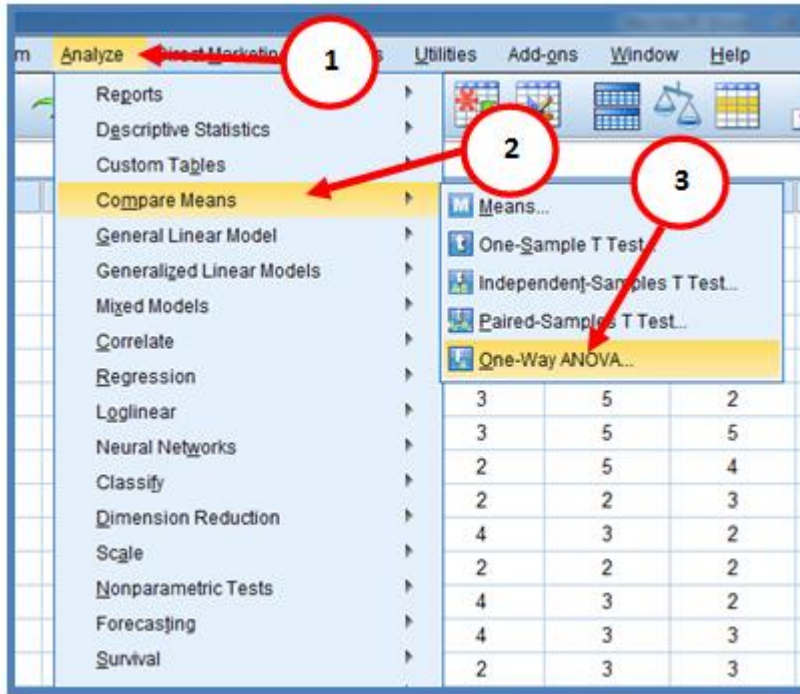 m Analyze Direct Marketing s Utilities Add-ons Window Help
1
Reports
Descriptive Statistics
2
Custom Tables
3
Compare Means
Means...
General Linear Model
One-Sample T Test...
Generalized Linear Models
Independent-Samples T Test...
Mixed Models
Paired-Samples T Test...
Correlate
One-Way ANOVA...
Regression
3 5 2
Loglinear
3 5 5
Neural Networks
2 5 4
Classify
2 2 3
Dimension Reduction
4 3 2
Scale
2 2 2
Nonparametric Tests
4 3 2
Forecasting
4 3 3
Survival
2 3 3